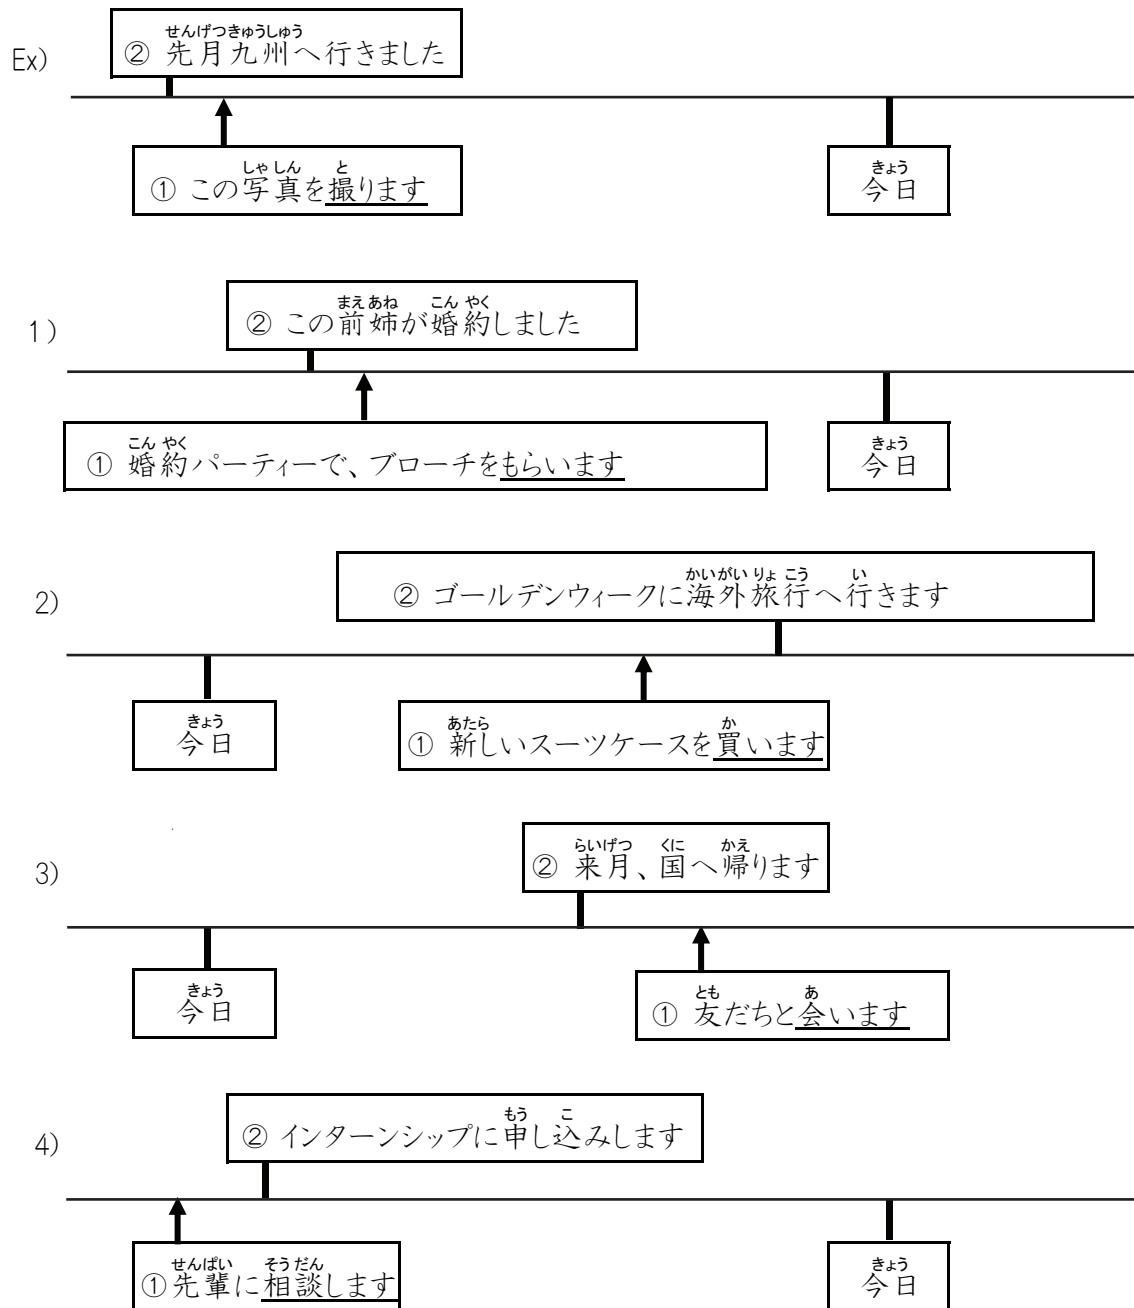 Ex)
せんげつきゅうしゅう
② 先月九州へ行きました
しゃしん と
① この写真を撮ります
きょう
今日
1)
まえあね こんやく
② この前姉が婚約しました
こんやく
① 婚約パーティーで、ブローチをもらいます
きょう
今日
2)
かいがいりょこう い
② ゴールデンウィークに海外旅行へ行きます
きょう
今日
あたら か
① 新しいスーツケースを買います
3)
らいげつ くに かえ
② 来月、国へ帰ります
きょう
今日
とも あ
① 友だちと会います
4)
もう こ
② インターンシップに申し込みします
せんぱい そうだん
①先輩に相談します
きょう
今日